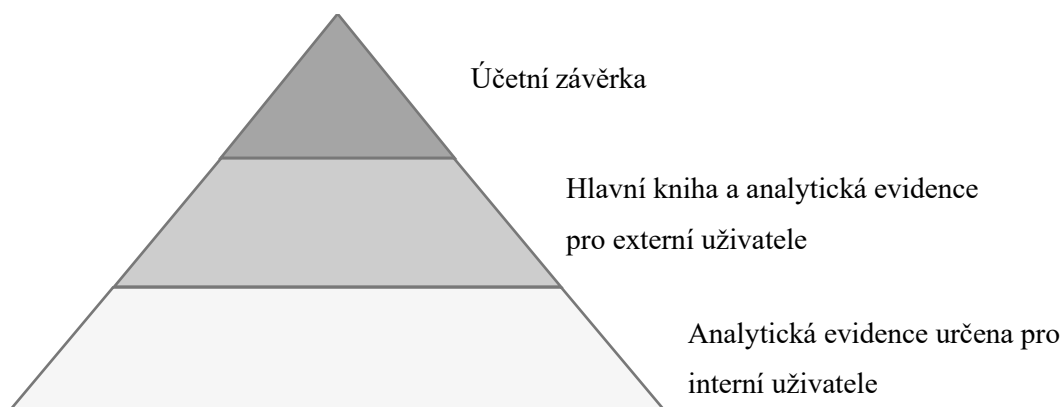 Účetní závěrka
Hlavní kniha a analytická evidence
pro externí uživatele
Analytická evidence určena pro
interní uživatele